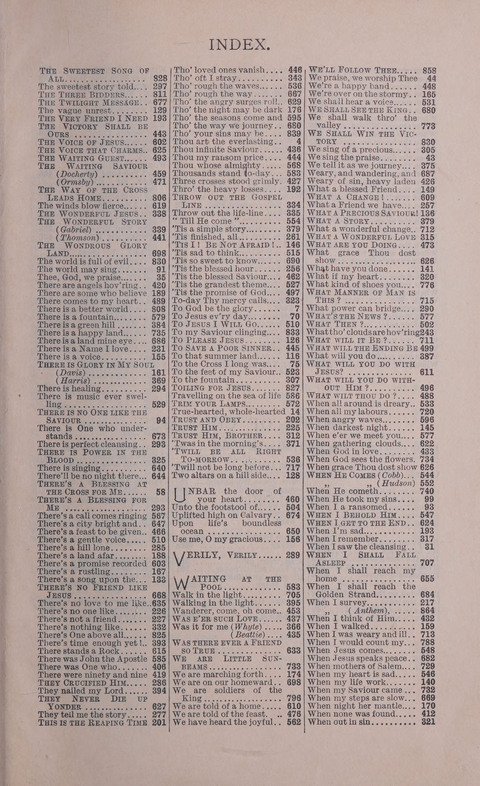 INDEX.
THE SWEETEST SONG OF
ALL.................... 828
The sweetest story told.... 297
THE THREE BIDDERS...... 811
THE TWILIGHT MESSAGE.. 677
The vague unrest.......... 129
THE VERY FRIEND I NEED 193
THE VICTORY SHALL BE
OURS .................. 443
THE VOICE OF JESUS...... 602
THE VOICE THAT CHARMS.. 625
THE WAITING GUEST...... 493
THE WAITING SAVIOUR
(Docherty) ............ 459
(Ormsby) .............. 471
THE WAY OF THE CROSS
LEADS HOME............ 806
The winds blow fierce...... 619
THE WONDERFUL JESUS.. 338
THE WONDERFUL STORY
(Gabriel) .............. 339
(Thomson) ............ 441
THE WONDROUS GLORY
LAND.................. 698
The world is full of evil.... 830
The world may sing........ 91
Thee, God, we praise...... 320
There are angels hov'ring.. 420
There are some who believe 189
There comes to my heart.. 489
There is a better world.... 808
There is a fountain........ 579
There is a green hill...... 384
There is a happy land...... 735
There is a land mine eye.. 686
There is a Name I love.... 231
There is a voice.......... 155
THERE IS GLORY IN MY SOUL
(Davis) ................ 161
(Harris) ................ 369
There is healing.......... 294
There is music ever swelling.................... 529
THERE IS NO ONE LIKE THE
SAVIOUR .............. 94
There is One who understands.................. 673
There is perfect cleansing.. 293
THERE IS POWER IN THE
BLOOD ................ 325
There is singing.......... 640
There'll be no night there.. 644
THERE'S A BLESSING AT
THE CROSS FOR ME...... 58
THERE'S A BLESSING FOR
ME .................... 293
There's a call comes ringing 567
There's a city bright and.. 647
There's a feast to be given.. 466
There's a gentle voice...... 510
There's a hill lone........ 285
There's a land afar........ 188
There's a promise recorded 603
There's a rustling........ 167
There's a song upon the.... 133
THERE'S NO FRIEND LIKE
JESUS.................. 668
There's no love to me like. 635
There's no one like........ 226
There's not a friend........ 227
There's nothing like........ 332
There's One above all...... 825
There's time enough yet!.. 393
There stands a Rock........ 615
There was John the Apostle 585
There was One who........ 406
There were ninety and nine 419
THEY CRUCIFIED HIM...... 286
They nailed my Lord...... 394
THEY NEVER DIE UP
YONDER .............. 627
They tell me the story...... 277
THIS IS THE REAPING TIME 201
Tho' loved ones vanish.... 446
Tho' oft I stray............ 343
Tho' rough the waves...... 536
Tho' rough the way........ 667
Tho' the angry surges roll.. 629
Tho' the night may be dark 176
Tho' the seasons come and 595
Tho' the way we journey.. 680
Tho' your sins may be.... 839
Thou art the everlasting.. 4
Thou infinite Saviour...... 436
Thou my ransom price.... 444
Thou whose almighty...... 568
Thousands stand to-day.... 583
Three crosses stood grimly. 427
Thro' the heavy losses...... 192
THROW OUT THE GOSPEL
LINE .................. 334
Throw out the life-line.... 335
"Till He come"............ 554
'Tis a simple story........ 379
'Tis finished, all.......... 261
'TIS I! BE NOT AFRAID!.. 146
'Tis sad to think.......... 515
'Tis so sweet to know...... 690
'Tis the blessed hour...... 256
'Tis the blessed Saviour.... 462
'Tis the grandest theme.... 527
'Tis the promise of God.... 497
To-day Thy mercy calls.... 323
To God be the glory........ 7
To Jesus ev'ry day........ 70
TO JESUS I WILL GO........ 510
To my Saviour clinging.... 833
TO PLEASE JESUS.......... 126
TO SAVE A POOR SINNER.. 445
To that summer land...... 116
To the Cross I long was.... 75
To the feet of my Saviour.. 523
To the fountain............ 307
TOILING FOR JESUS........ 827
Travelling on the sea of life 586
TRIM YOUR LAMPS........ 572
True-hearted, whole-hearted 14
TRUST AND OBEY.......... 202
TRUST HIM................ 225
TRUST HIM, BROTHER.... 312
'Twas in the morning's.... 371
'TWILL BE ALL RIGHT
TO-MORROW............ 536
'Twill not be long before... 717
Two altars on a hill side.... 128
UNBAR the door of
your heart........ 460
Unto the footstool of...... 504
Uplifted high on Calvary.. 674
Upon life's boundless
ocean .................. 650
Use me, O my gracious.... 156
VERILY, VERILY...... 289
WAITING AT THE
POOL............ 583
Walk in the light.......... 705
Walking in the light........ 395
Wanderer, come, oh come.. 453
WAS E'ER SUCH LOVE...... 437
Was it for me (Whyte).... 366
" " (Beattie).... 435
WAS THERE EVER A FRIEND
SO TRUE .............. 633
WE ARE LITTLE SUNBEAMS................ 733
We are marching forth.... 174
We are on our homeward.. 698
We are soldiers of the
King .................. 796
We are told of a home.... 610
We are told of the feast. .. 476
We have heard the joyful.. 562
WE'LL FOLLOW THEE...... 858
We praise, we worship Thee 44
We're a happy band........ 448
We're over on the stormy.. 165
We shall hear a voice...... 531
WE SHALL SEE THE KING.. 680
We shall walk thro' the
valley.................. 773
WE SHALL WIN THE VICTORY .................. 830
We sing of a precious...... 305
We sing the praise........ 43
We tell it as we journey... 375
Weary, and wandering, and 687
Weary of sin, heavy laden 426
What a blessed Friend.... 149
WHAT A CHANGE!........ 609
What a Friend we have.... 257
WHAT A PRECIOUS SAVIOUR! 138
WHAT A STORY.......... 379
What a wonderful change.. 712
WHAT A WONDERFUL LOVE 315
WHAT ARE YOU DOING.... 473
What grace Thou dost
show .................. 626
What have you done........ 141
What if my heart.......... 320
What kind of shoes you.... 776
WHAT MANNER OF MAN IS
THIS? .................. 715
What power can bridge.... 290
WHAT'S THE NEWS?...... 577
WHAT THEN?............ 502
What tho' clouds are hov'ring 243
WHAT WILL IT BE?........ 711
WHAT WILL THE ENDING BE 499
What will you do.......... 387
WHAT WILL YOU DO WITH
JESUS? ................ 611
WHAT WILL YOU DO WITHOUT HIM?.............. 496
WHAT WILT THOU DO?.... 488
When all around is dreary.. 358
When all my labours...... 720
When angry waves........ 596
When darkest night........ 145
When e'er we meet you.... 577
When gathering clouds.... 628
When God in love.......... 433
When God sees the flowers. 734
When grace Thou dost show 626
WHEN HE COMES (Cobb).... 544
" " (Hudson) 552
When He cometh.......... 740
When He took my sins.... 99
When I a ransomed........ 93
WHEN I BEHOLD HIM .... 547
WHEN I GET TO THE END.. 624
When I'm sad.............. 193
When I remember........ 317
When I saw the cleansing.. 31
WHEN I SHALL FALL
ASLEEP ................ 707
When I shall reach my
home .................. 655
When I shall reach the
Golden Strand.......... 684
When I survey............ 217
" (Anthem)...... 864
When I think of Him...... 439
When I walked............ 159
When I was weary and ill.. 37
When I would count my.. 788
When Jesus comes........ 548
When Jesus speaks peace.. 682
When mothers of Salem.... 729
When my heart is sad...... 546
When my life work........ 140
When my Saviour came.... 732
When my steps are slow.... 669
When night her mantle.... 170
When none was found...... 412
When out in sin............ 321